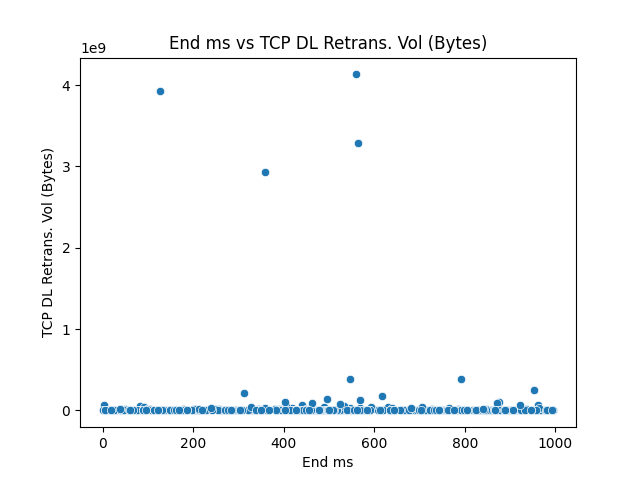 End ms vs TCP DL Retrans. Vol (Bytes)
1e9
4
3
2
1
0
TCP DL Retrans. Vol (Bytes)
0 200 400 600 800 1000
End ms